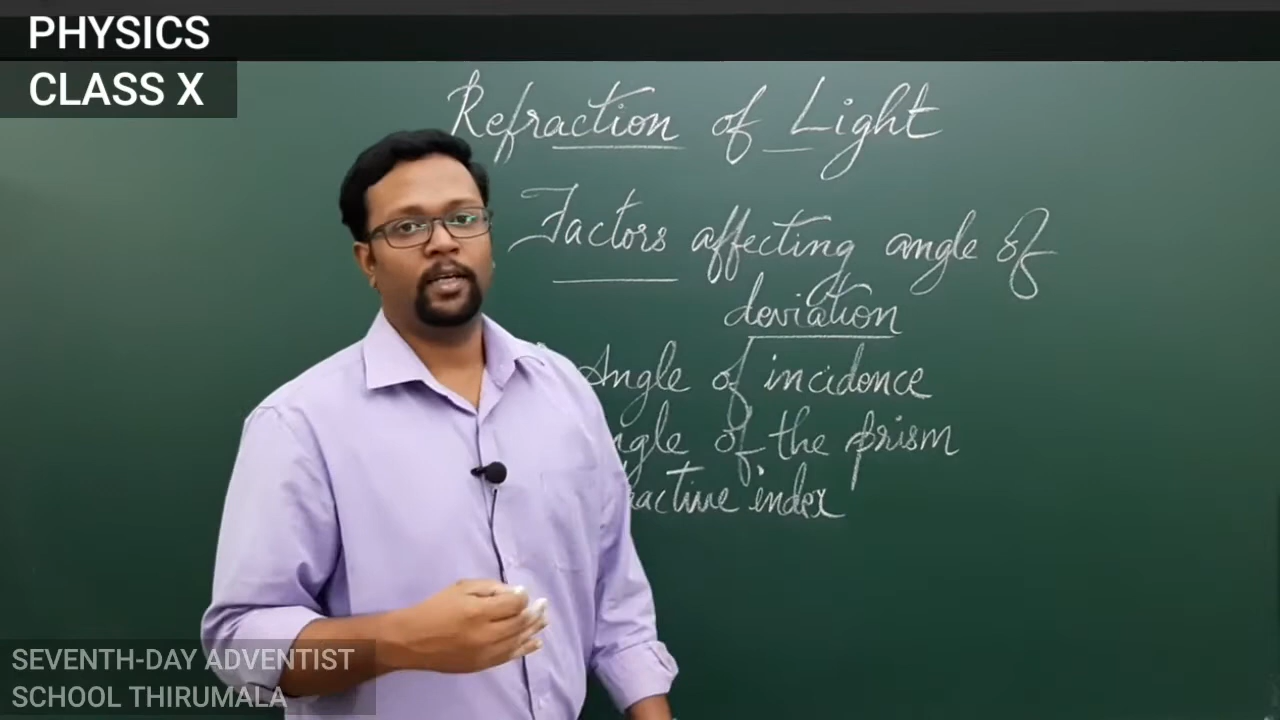 PHYSICS
CLASS X
Refraction of Light
Factors affecting angle of
deviation
Angle of incidence
of the prism
index
SEVENTH-DAY ADVENTIST
SCHOOL THIRUMALA